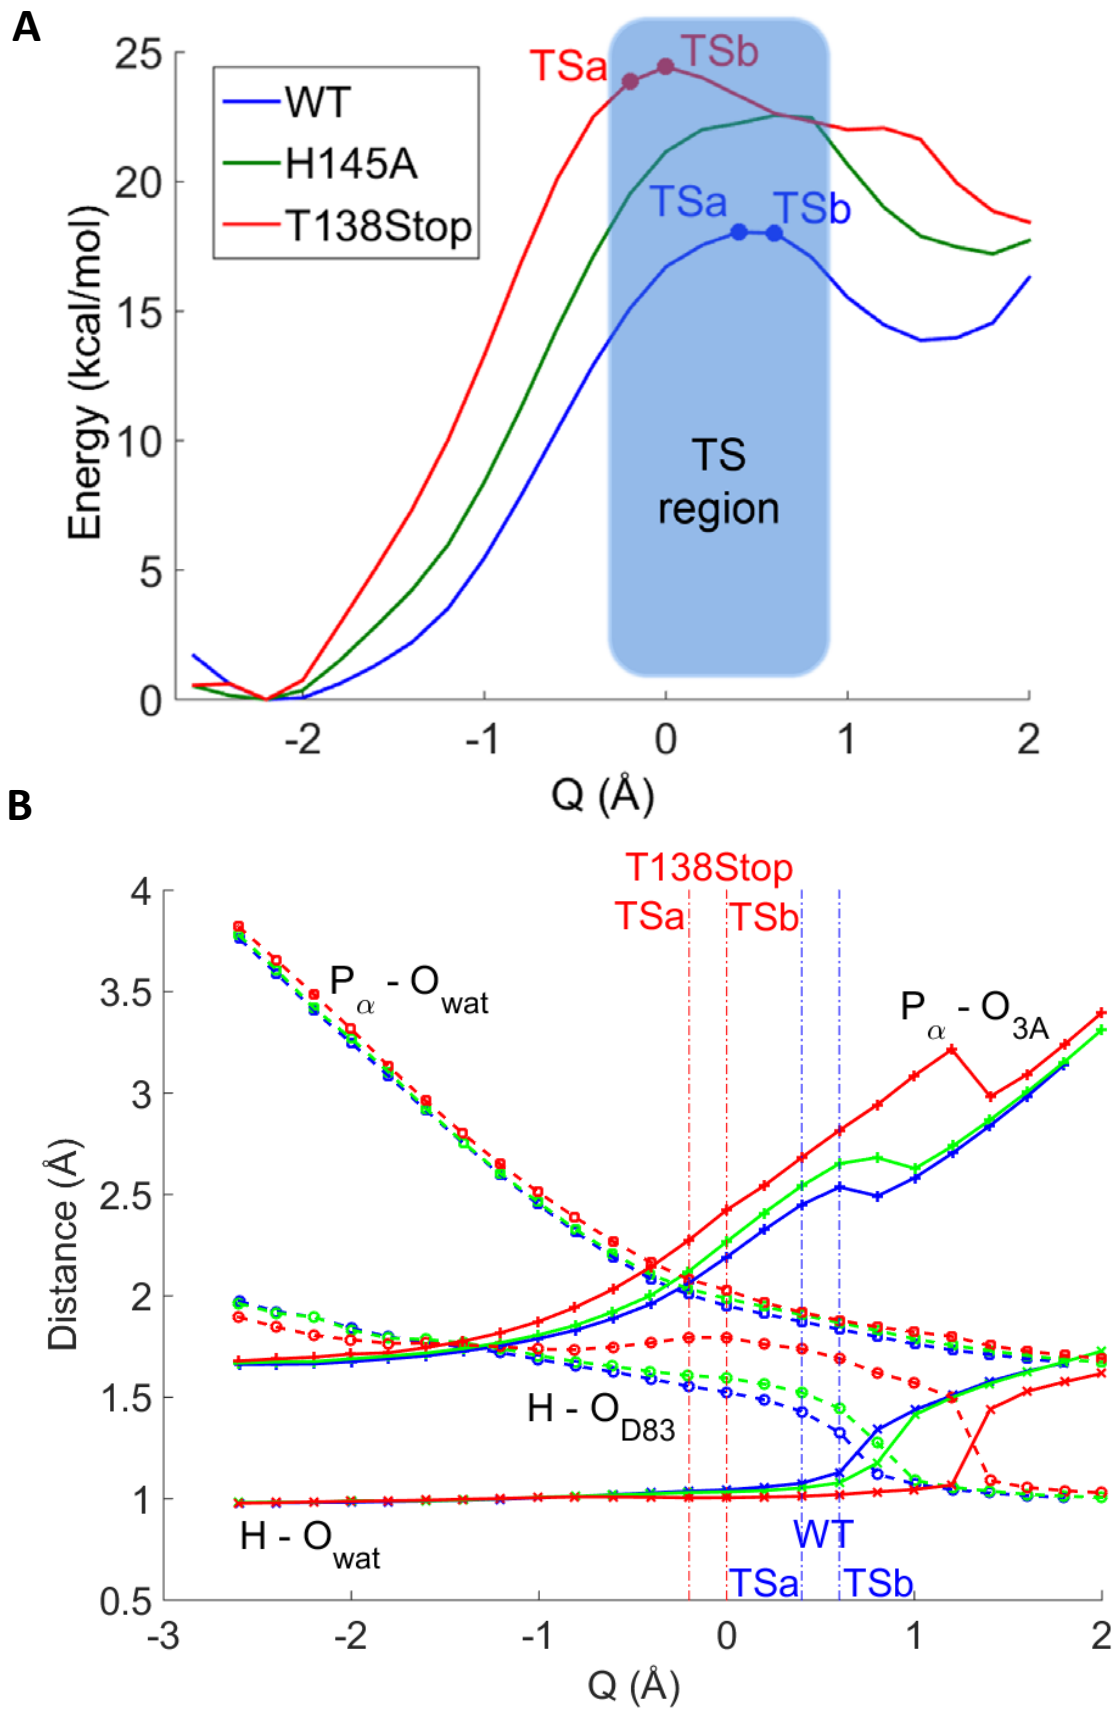 A
25
20
15
10
5
0
Energy (kcal/mol)
WT
H145A
T138Stop
TSa
TSb
TSa
TSb
TS
region
-2
-1
0
1
2
Q (Å)
B
4
3.5
3
2.5
2
1.5
1
0.5
Distance (Å)
T138Stop
TSa
TSb
Pα - Owat
Pα - O3A
H - OD83
H - Owat
WT
TSa
TSb
-3
-2
-1
0
1
2
Q (Å)